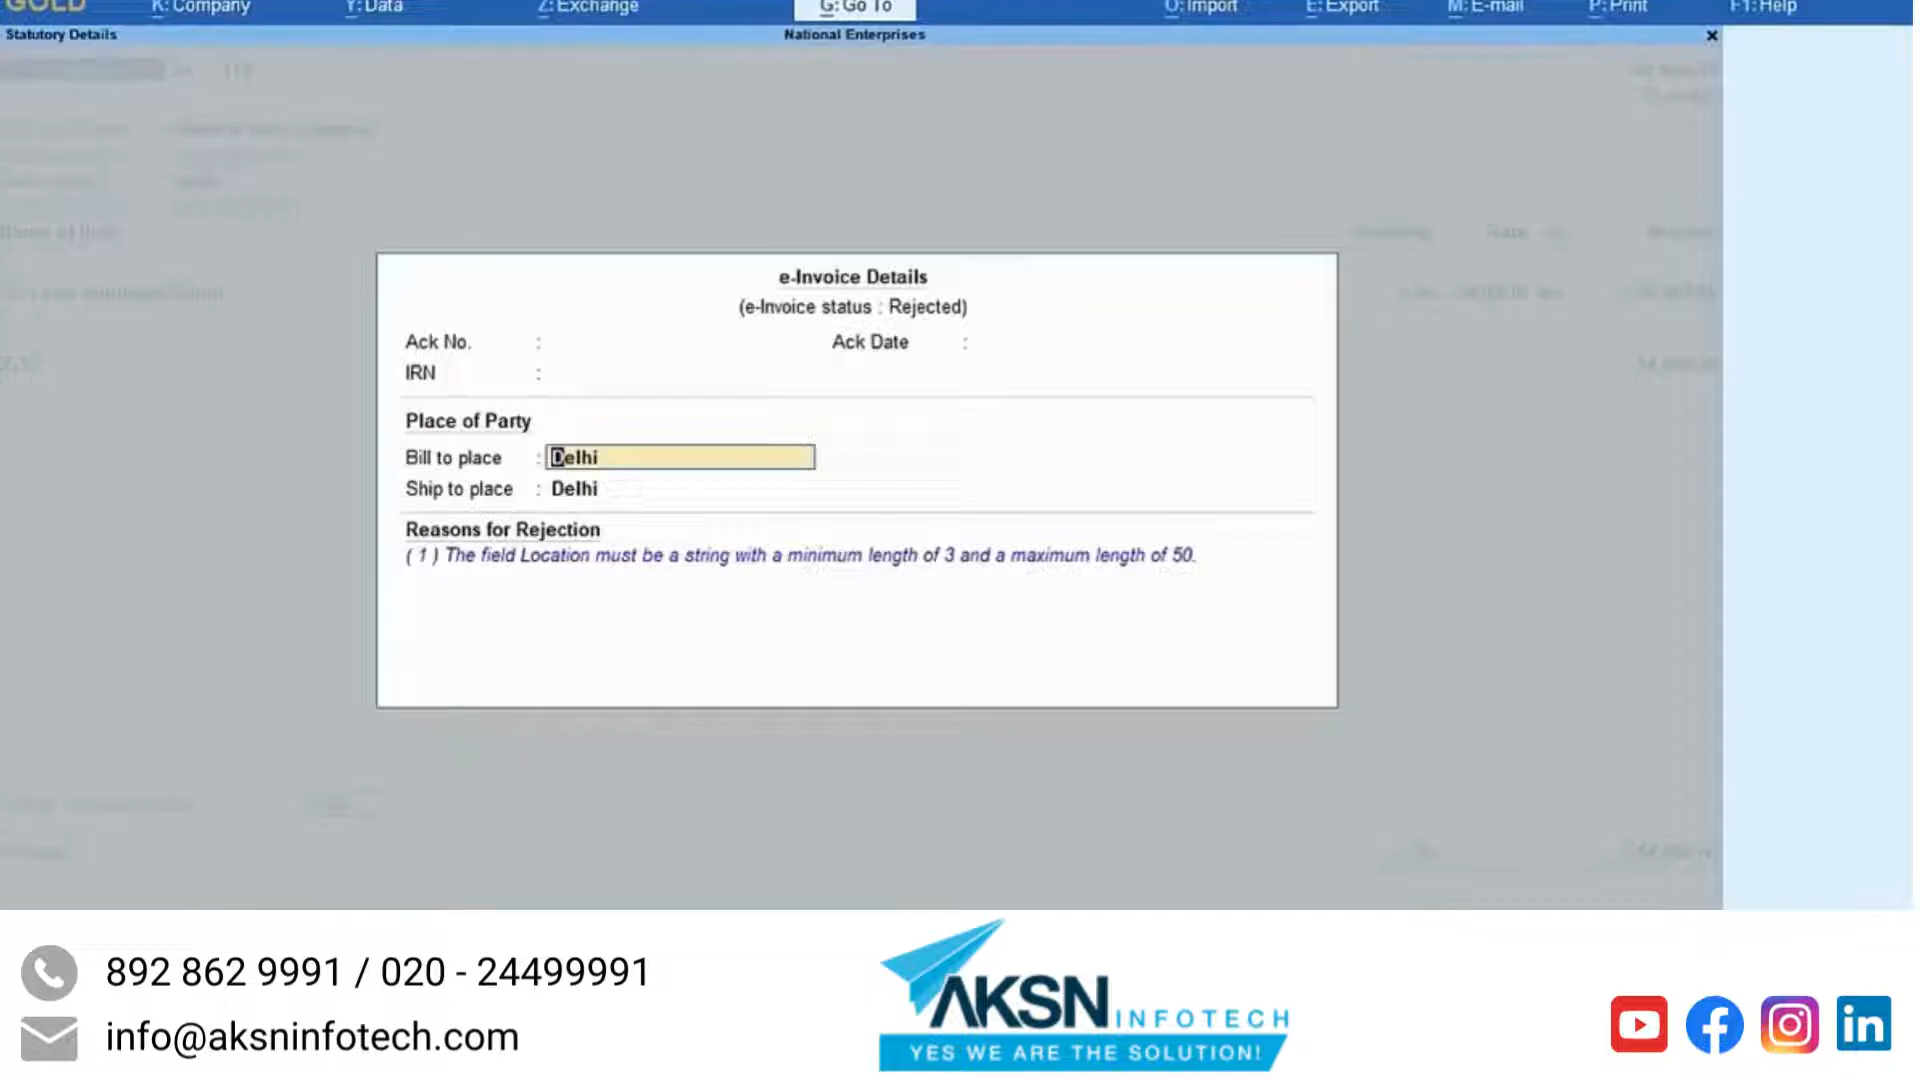 GOLD K: Company Y: Data Z: Exchange G: Go To O: Import E: Export M: E-mail P: Print F1: Help
Statutory Details National Enterprises ×
e-Invoice Details
(e-Invoice status : Rejected)
Ack No. : Ack Date :
IRN :
Place of Party
Bill to place : Delhi
Ship to place : Delhi
Reasons for Rejection
( 1 ) The field Location must be a string with a minimum length of 3 and a maximum length of 50.
892 862 9991 / 020 - 24499991
info@aksninfotech.com
AKSN INFOTECH
YES WE ARE THE SOLUTION!
in